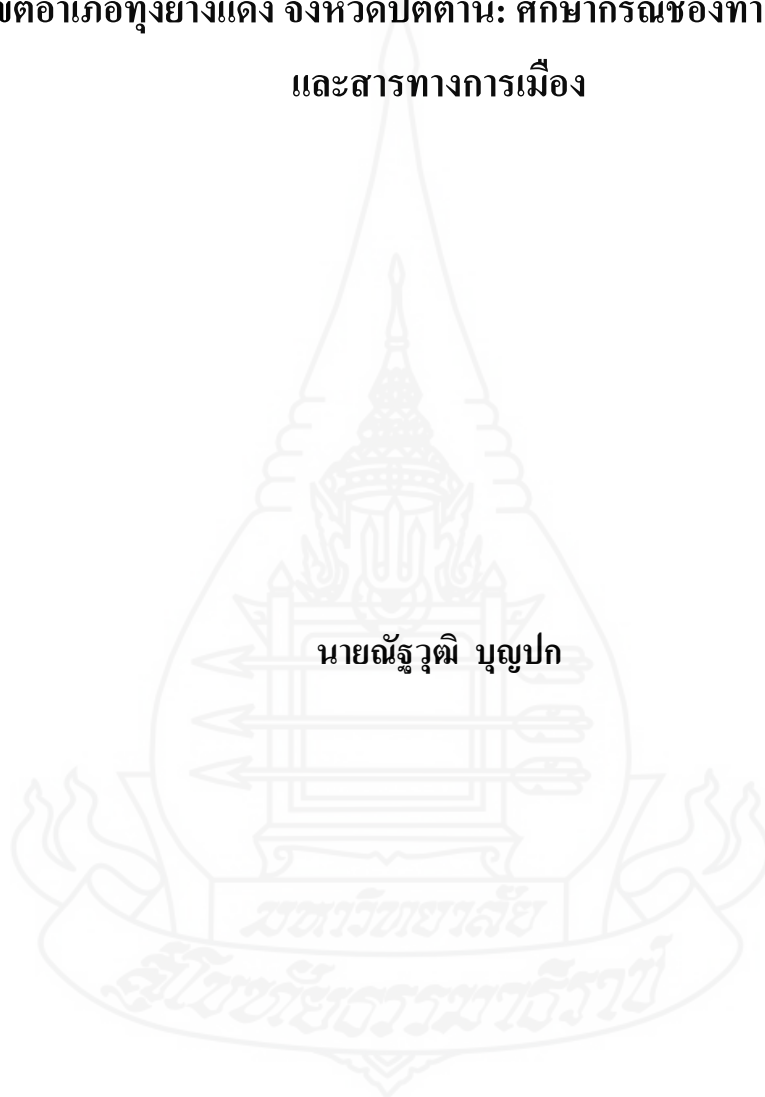 อำเภอทุ่งยางแดง จังหวัดปัตตานี: ศึกษากรณีช่องทา
และสารทางการเมือง
นายณัฐวุฒิ บุญปก
มหาวิทยาลัย
สุโขทัยธรรมาธิราช